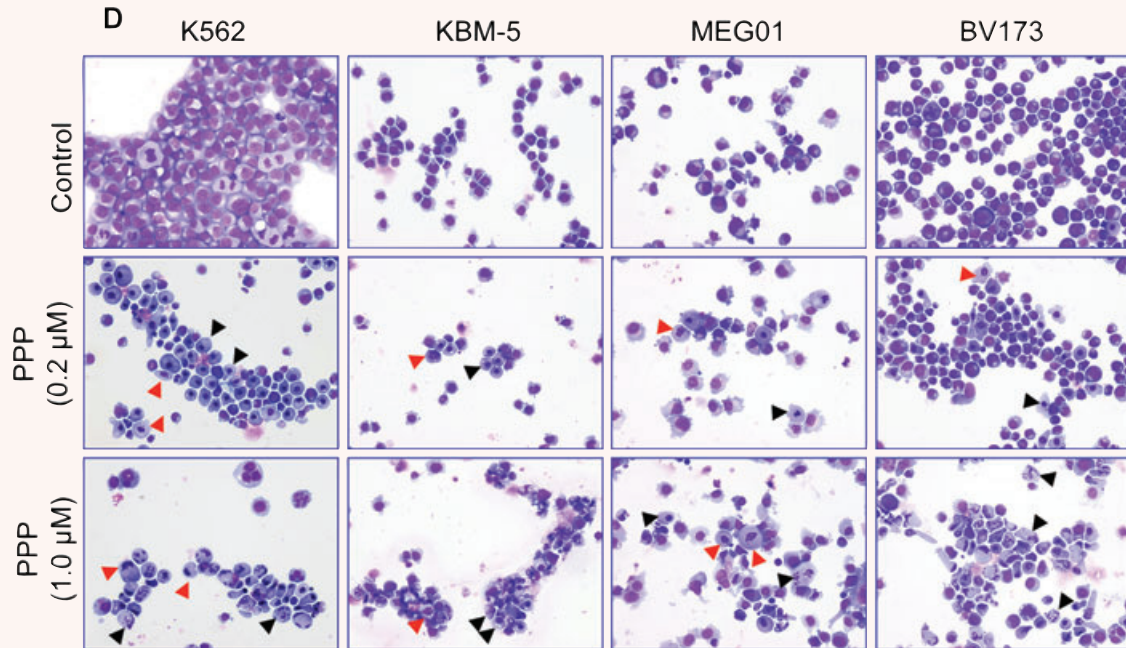 D
K562 KBM-5 MEG01 BV173
Control
PPP
(0.2 µM)
PPP
(1.0 µM)